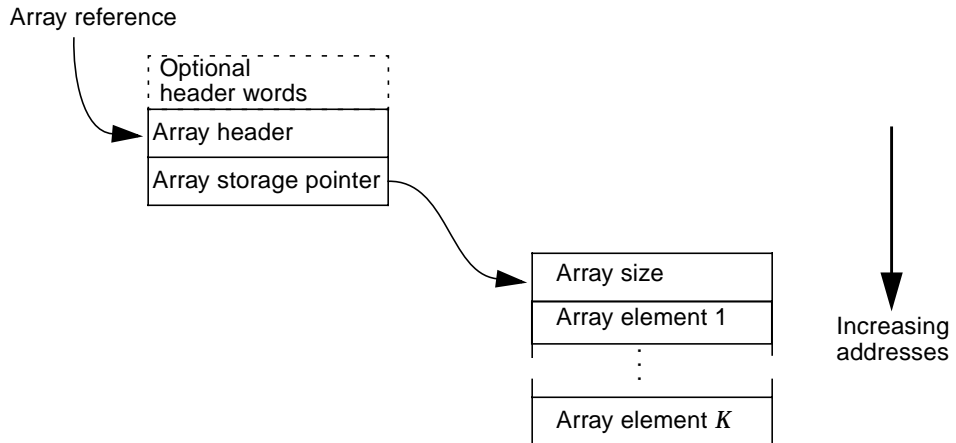 Array reference
Optional
header words
Array header
Array storage pointer
Array size
Array element 1
Increasing
addresses
Array element K